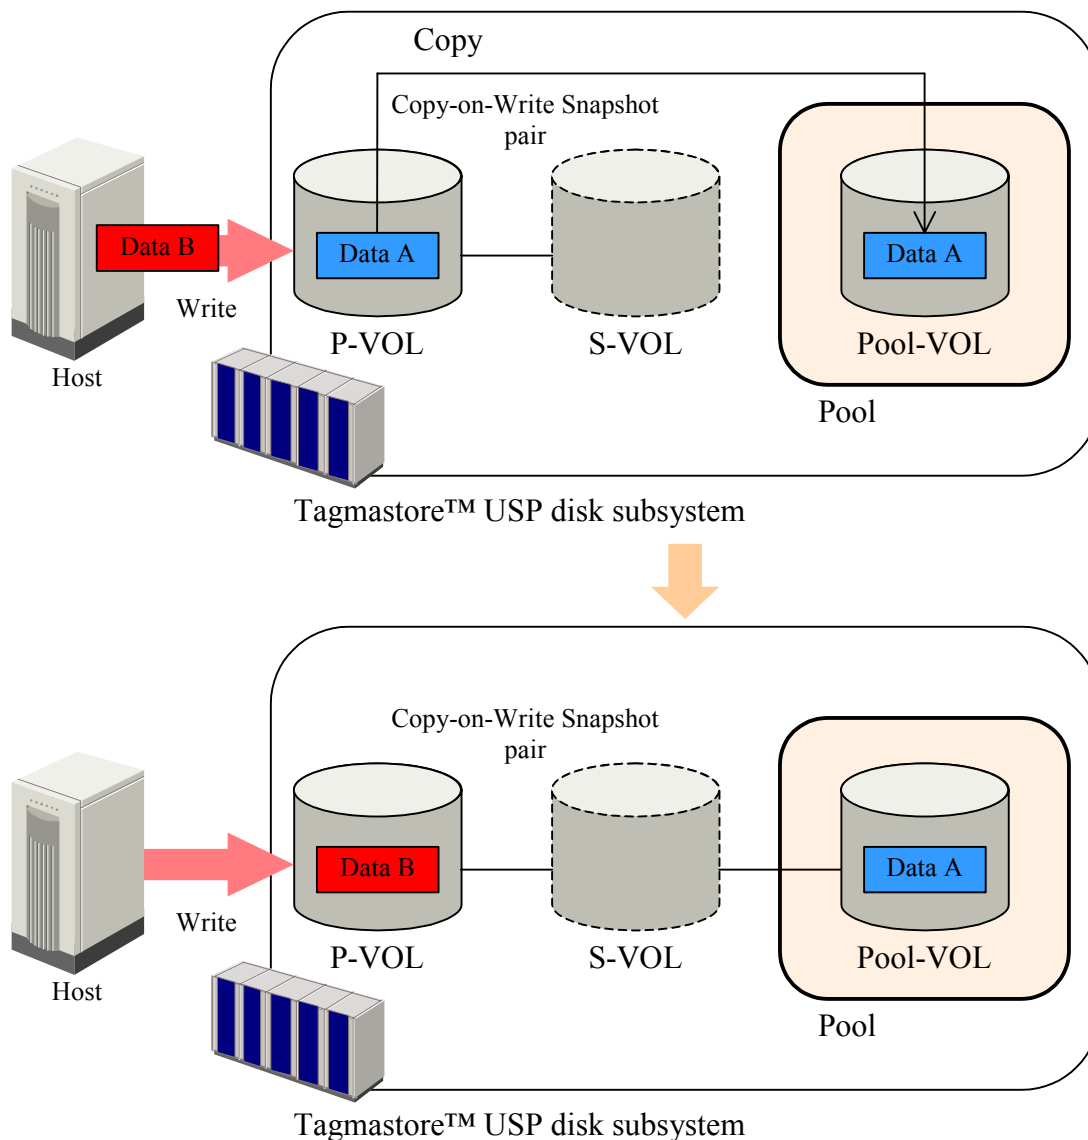 Copy
Copy-on-Write Snapshot
pair
Data B
Data A
Data A
Write
P-VOL
S-VOL
Pool-VOL
Host
Pool
Tagmastore™ USP disk subsystem
Copy-on-Write Snapshot
pair
Data B
Data A
Write
P-VOL
S-VOL
Pool-VOL
Host
Pool
Tagmastore™ USP disk subsystem